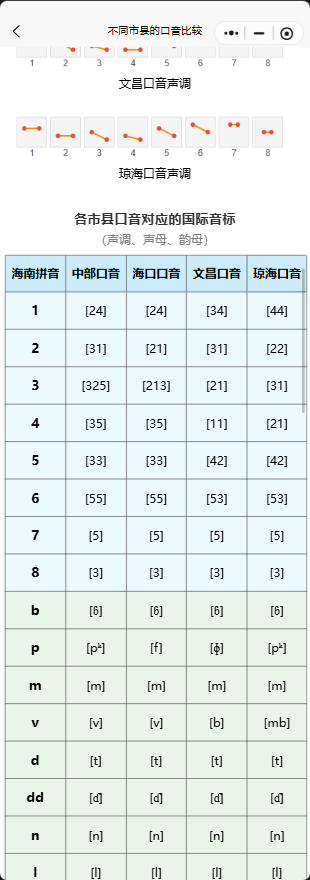 不同市县的口音比较
1 2 3 4 5 6 7 8
文昌口音声调
1 2 3 4 5 6 7 8
琼海口音声调
各市县口音对应的国际音标
（声调、声母、韵母）
海南拼音 中部口音 海口口音 文昌口音 琼海口音
1 [24] [24] [34] [44]
2 [31] [21] [31] [22]
3 [325] [213] [21] [31]
4 [35] [35] [11] [21]
5 [33] [33] [42] [42]
6 [55] [55] [53] [53]
7 [5] [5] [5] [5]
8 [3] [3] [3] [3]
b [ɓ] [ɓ] [ɓ] [ɓ]
p [pʰ] [f] [ɸ] [pʰ]
m [m] [m] [m] [m]
v [v] [v] [b] [mb]
d [t] [t] [t] [t]
dd [ɗ] [ɗ] [ɗ] [ɗ]
n [n] [n] [n] [n]
l [l] [l] [l] [l]